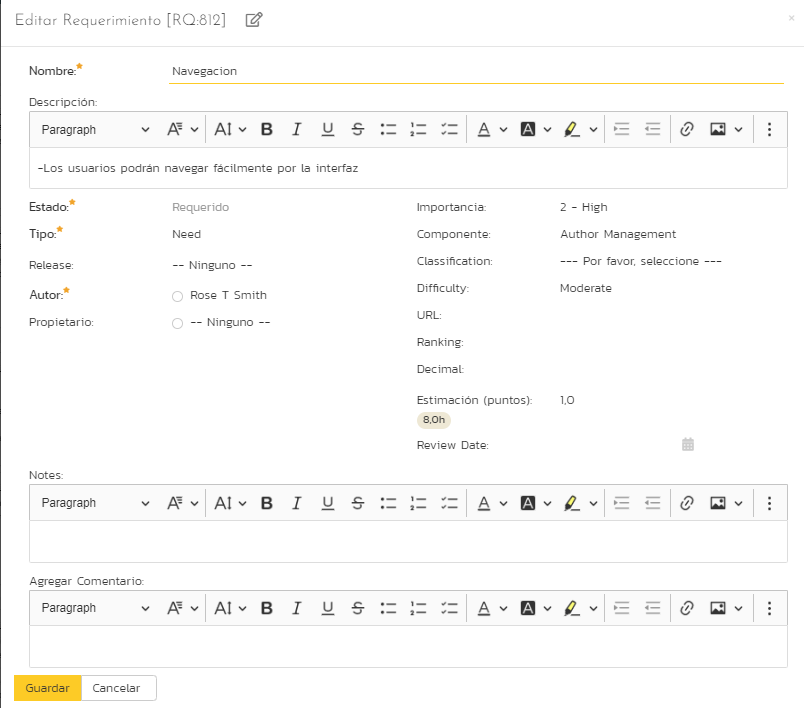 Editar Requerimiento [RQ:812]
×
Nombre:* Navegacion
Descripción:
Paragraph
-Los usuarios podrán navegar fácilmente por la interfaz
Estado:* Requerido
Tipo:* Need
Release: -- Ninguno --
Autor:* Rose T Smith
Propietario: -- Ninguno --
Importancia: 2 - High
Componente: Author Management
Classification: --- Por favor, seleccione ---
Difficulty: Moderate
URL:
Ranking:
Decimal:
Estimación (puntos): 1,0
8,0h
Review Date:
Notes:
Paragraph
Agregar Comentario:
Paragraph
Guardar Cancelar